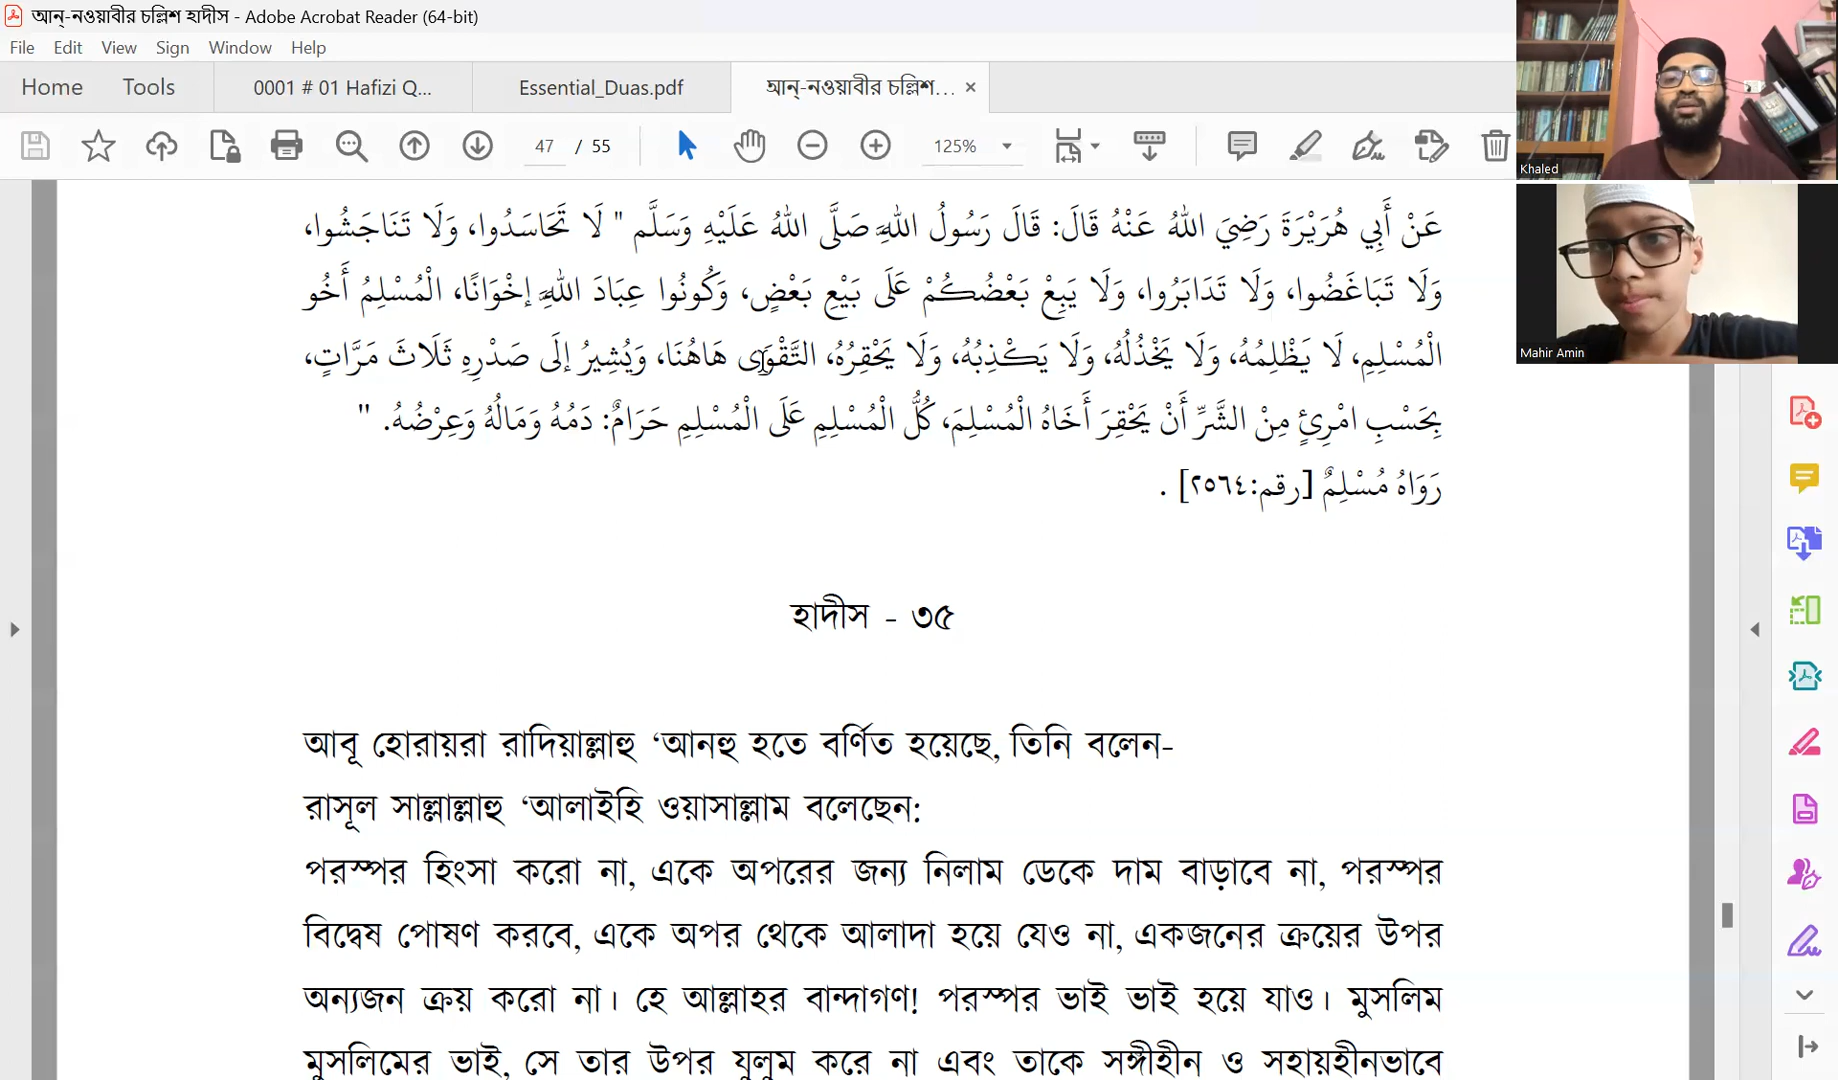 আন্-নওয়াবীর চল্লিশ হাদীস - Adobe Acrobat Reader (64-bit)
File Edit View Sign Window Help
Home Tools 0001 # 01 Hafizi Q... Essential_Duas.pdf আন্-নওয়াবীর চল্লিশ... ×
47 / 55 125%
Khaled
Mahir Amin
عَنْ أَبِي هُرَيْرَةَ رَضِيَ اللهُ عَنْهُ قَالَ: قَالَ رَسُولُ اللهِ صَلَّى اللهُ عَلَيْهِ وَسَلَّم " لَا تَحَاسَدُوا، وَلَا تَنَاجَشُوا،
وَلَا تَبَاغَضُوا، وَلَا تَدَابَرُوا، وَلَا يَبِعْ بَعْضُكُمْ عَلَى بَيْعِ بَعْضٍ، وَكُونُوا عِبَادَ اللهِ إخْوَانًا، الْمُسْلِمُ أَخُو
الْمُسْلِمِ، لَا يَظْلِمُهُ، وَلَا يَخْذُلُهُ، وَلَا يَكْذِبُهُ، وَلَا يَحْقِرُهُ، التَّقْوَى هَاهُنَا، وَيُشِيرُ إلَى صَدْرِهِ ثَلَاثَ مَرَّاتٍ،
بِحَسْبِ امْرِئٍ مِنْ الشَّرِّ أَنْ يَحْقِرَ أَخَاهُ الْمُسْلِمَ، كُلُّ الْمُسْلِمِ عَلَى الْمُسْلِمِ حَرَامٌ: دَمُهُ وَمَالُهُ وَعِرْضُهُ. "
رَوَاهُ مُسْلِمٌ [رقم:٢٥٦٤] .
হাদীস - ৩৫
আবূ হোরায়রা রাদিয়াল্লাহু ‘আনহু হতে বর্ণিত হয়েছে, তিনি বলেন-
রাসূল সাল্লাল্লাহু ‘আলাইহি ওয়াসাল্লাম বলেছেন:
পরস্পর হিংসা করো না, একে অপরের জন্য নিলাম ডেকে দাম বাড়াবে না, পরস্পর
বিদ্বেষ পোষণ করবে, একে অপর থেকে আলাদা হয়ে যেও না, একজনের ক্রয়ের উপর
অন্যজন ক্রয় করো না। হে আল্লাহর বান্দাগণ! পরস্পর ভাই ভাই হয়ে যাও। মুসলিম
মুসলিমের ভাই, সে তার উপর যুলুম করে না এবং তাকে সঙ্গীহীন ও সহায়হীনভাবে